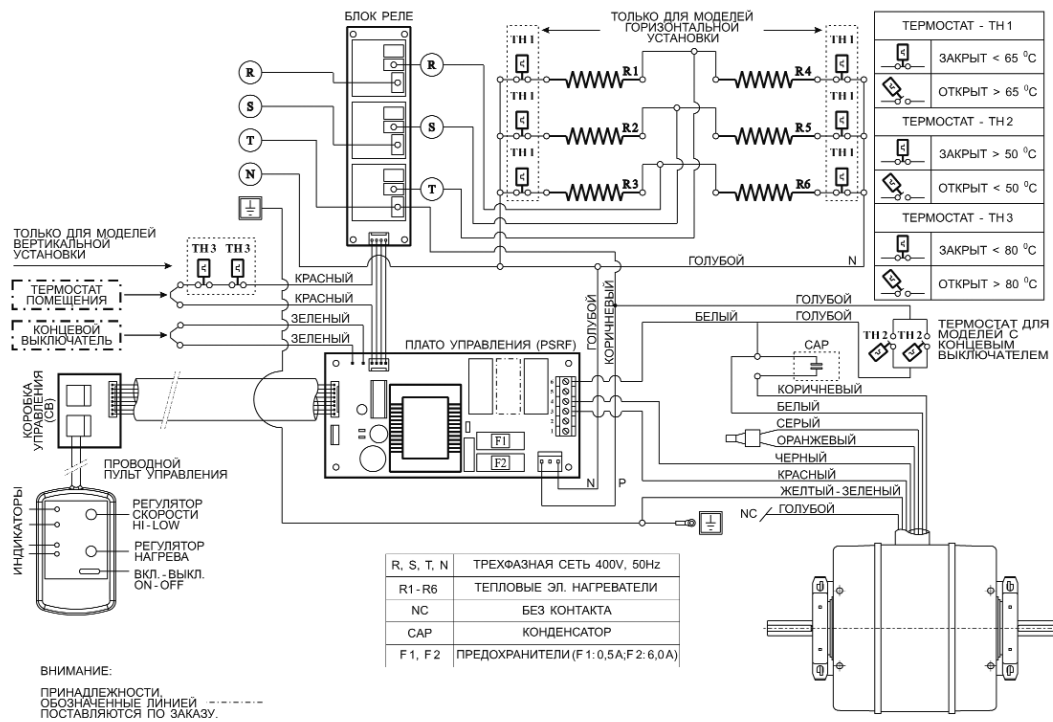 БЛОК РЕЛЕ
R
S
T
N
R
S
T
ТОЛЬКО ДЛЯ МОДЕЛЕЙ
ГОРИЗОНТАЛЬНОЙ
УСТАНОВКИ
TH 1
TH 1
TH 1
TH 1
TH 1
TH 1
R1
R2
R3
R4
R5
R6
ТЕРМОСТАТ - TH 1
ЗАКРЫТ < 65 ⁰C
ОТКРЫТ > 65 ⁰C
ТЕРМОСТАТ - TH 2
ЗАКРЫТ > 50 ⁰C
ОТКРЫТ < 50 ⁰C
ТЕРМОСТАТ - TH 3
ЗАКРЫТ < 80 ⁰C
ОТКРЫТ > 80 ⁰C
ТОЛЬКО ДЛЯ МОДЕЛЕЙ
ВЕРТИКАЛЬНОЙ
УСТАНОВКИ
TH 3 TH 3
ТЕРМОСТАТ
ПОМЕЩЕНИЯ
КОНЦЕВОЙ
ВЫКЛЮЧАТЕЛЬ
КРАСНЫЙ
КРАСНЫЙ
ЗЕЛЕНЫЙ
ЗЕЛЕНЫЙ
ГОЛУБОЙ
N
ГОЛУБОЙ
КОРИЧНЕВЫЙ
ПЛАТО УПРАВЛЕНИЯ (PSRF)
F1
F2
N
P
ГОЛУБОЙ
БЕЛЫЙ
ГОЛУБОЙ
TH 2 TH 2
ТЕРМОСТАТ ДЛЯ
МОДЕЛЕЙ С
КОНЦЕВЫМ
ВЫКЛЮЧАТЕЛЕМ
CAP
КОРИЧНЕВЫЙ
БЕЛЫЙ
СЕРЫЙ
ОРАНЖЕВЫЙ
ЧЕРНЫЙ
КРАСНЫЙ
ЖЕЛТЫЙ-ЗЕЛЕНЫЙ
NC
ГОЛУБОЙ
КОРОБКА
УПРАВЛЕНИЯ
(CB)
ПРОВОДНОЙ
ПУЛЬТ УПРАВЛЕНИЯ
ИНДИКАТОРЫ
РЕГУЛЯТОР
СКОРОСТИ
HI-LOW
РЕГУЛЯТОР
НАГРЕВА
ВКЛ.-ВЫКЛ.
ON-OFF
R, S, T, N ТРЕХФАЗНАЯ СЕТЬ 400V, 50Hz
R1-R6 ТЕПЛОВЫЕ ЭЛ. НАГРЕВАТЕЛИ
NC БЕЗ КОНТАКТА
CAP КОНДЕНСАТОР
F1, F2 ПРЕДОХРАНИТЕЛИ (F1:0,5A;F2:6,0A)
ВНИМАНИЕ:
ПРИНАДЛЕЖНОСТИ,
ОБОЗНАЧЕННЫЕ ЛИНИЕЙ
ПОСТАВЛЯЮТСЯ ПО ЗАКАЗУ.